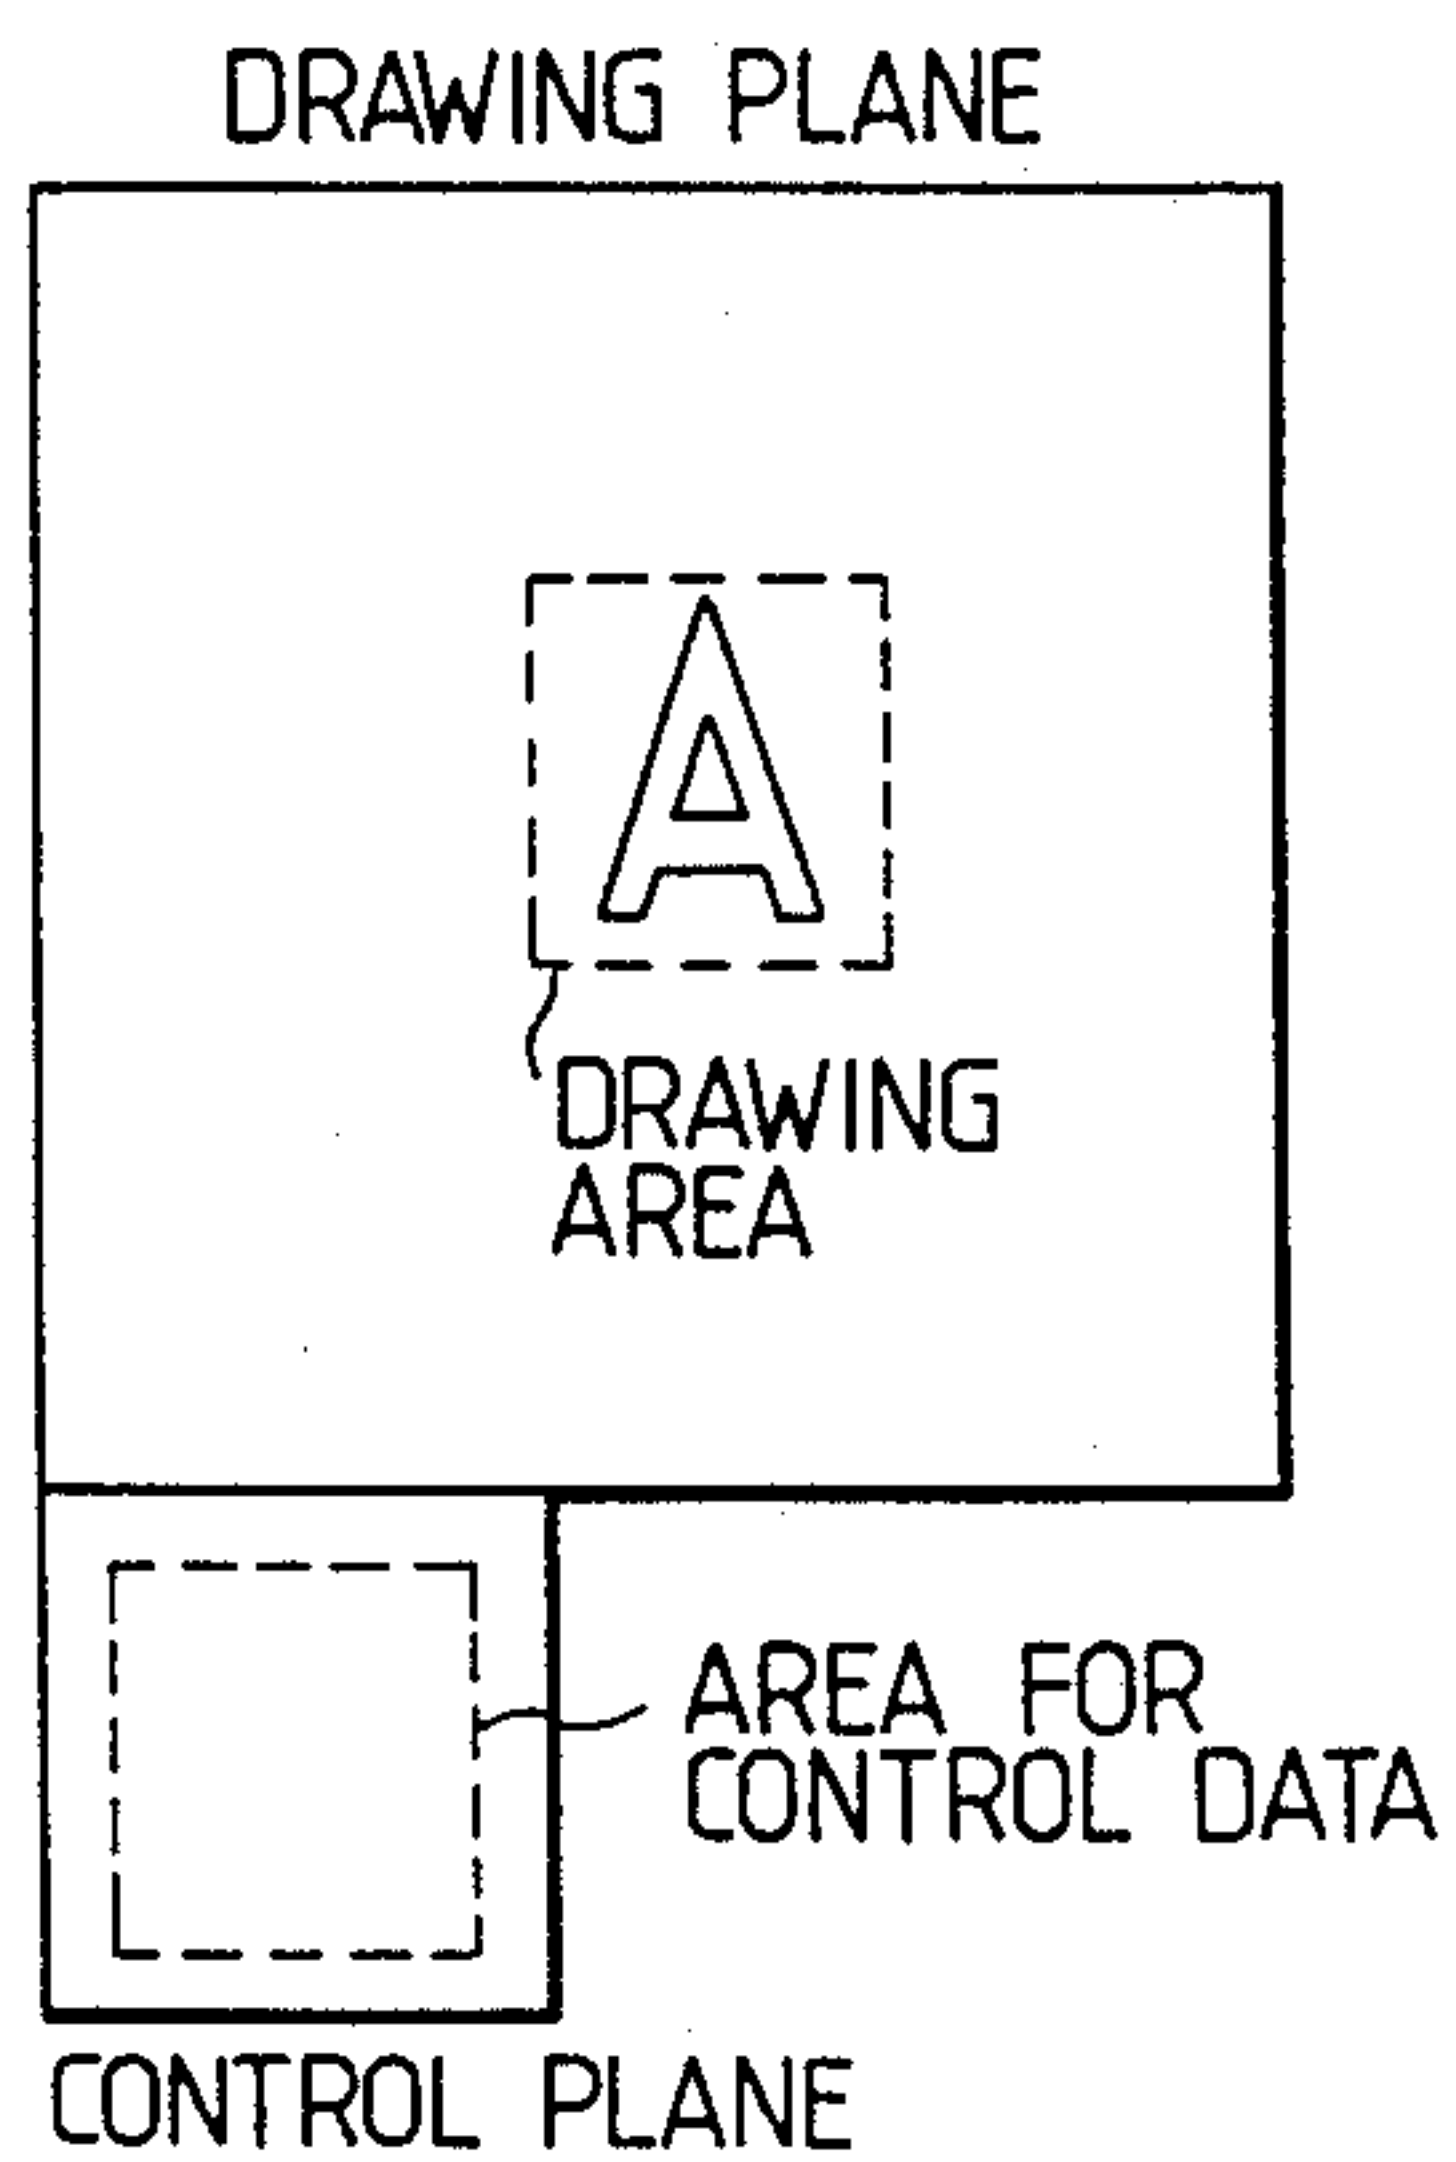 DRAWING PLANE
A
DRAWING
AREA
AREA FOR
CONTROL DATA
CONTROL PLANE